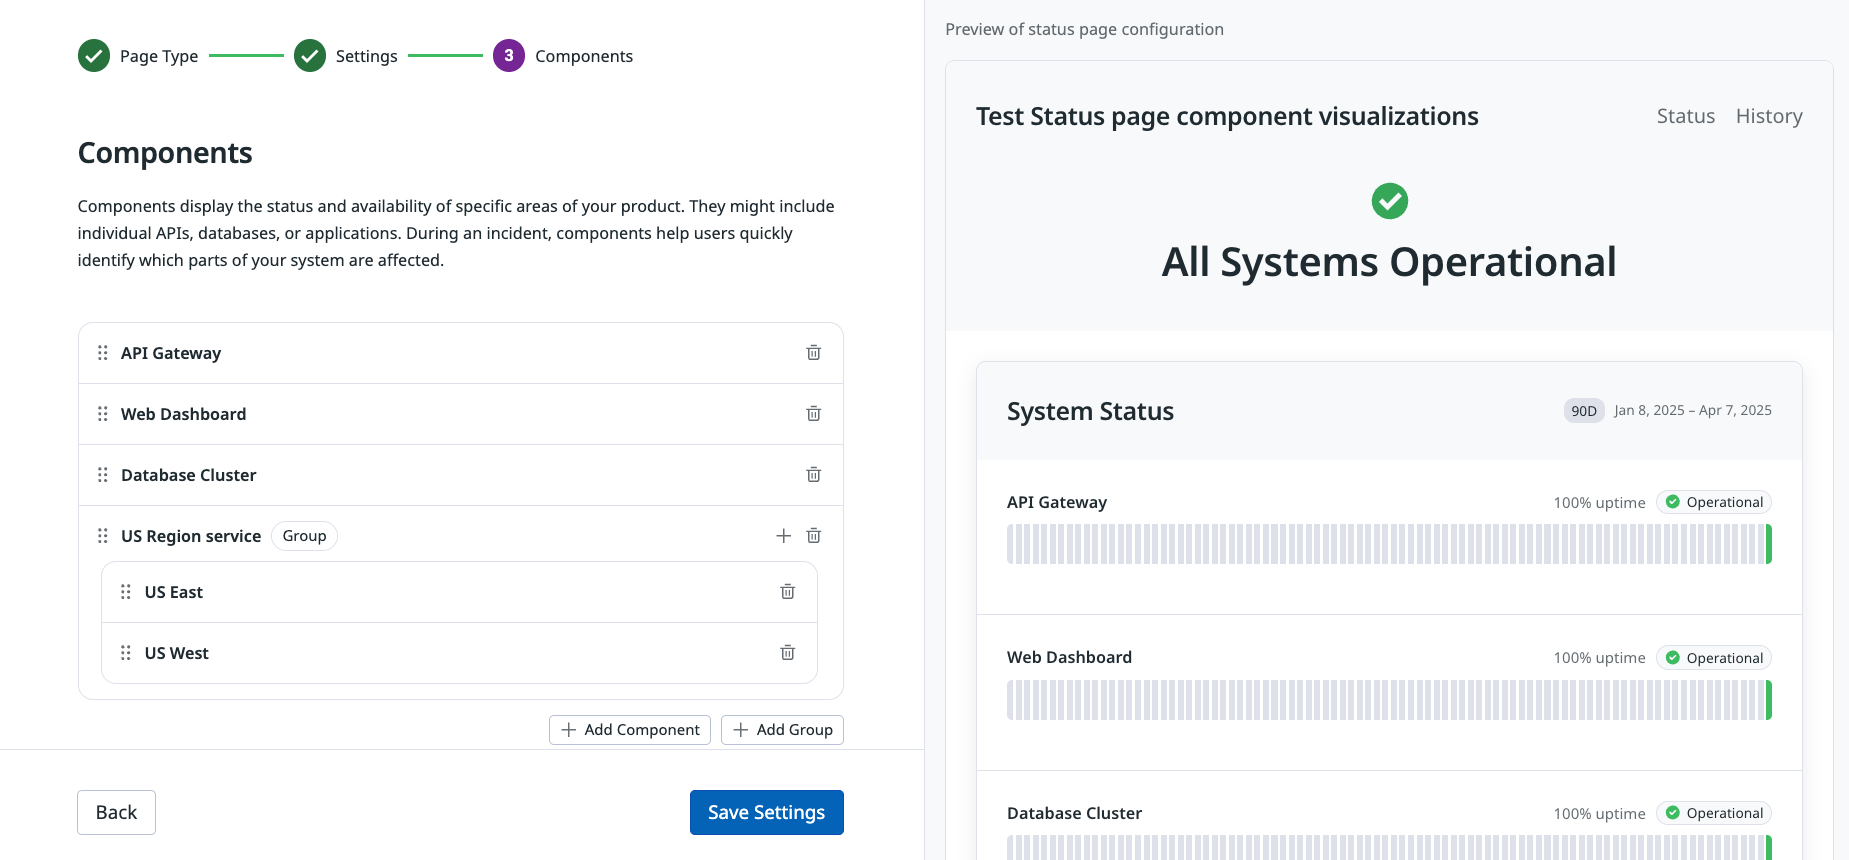 Page Type
Settings
3
Components
Components
Components display the status and availability of specific areas of your product. They might include
individual APIs, databases, or applications. During an incident, components help users quickly
identify which parts of your system are affected.
API Gateway
Web Dashboard
Database Cluster
US Region service
Group
US East
US West
Add Component
Add Group
Back
Save Settings
Preview of status page configuration
Test Status page component visualizations
Status
History
All Systems Operational
System Status
90D
Jan 8, 2025 – Apr 7, 2025
API Gateway
100% uptime
Operational
Web Dashboard
100% uptime
Operational
Database Cluster
100% uptime
Operational